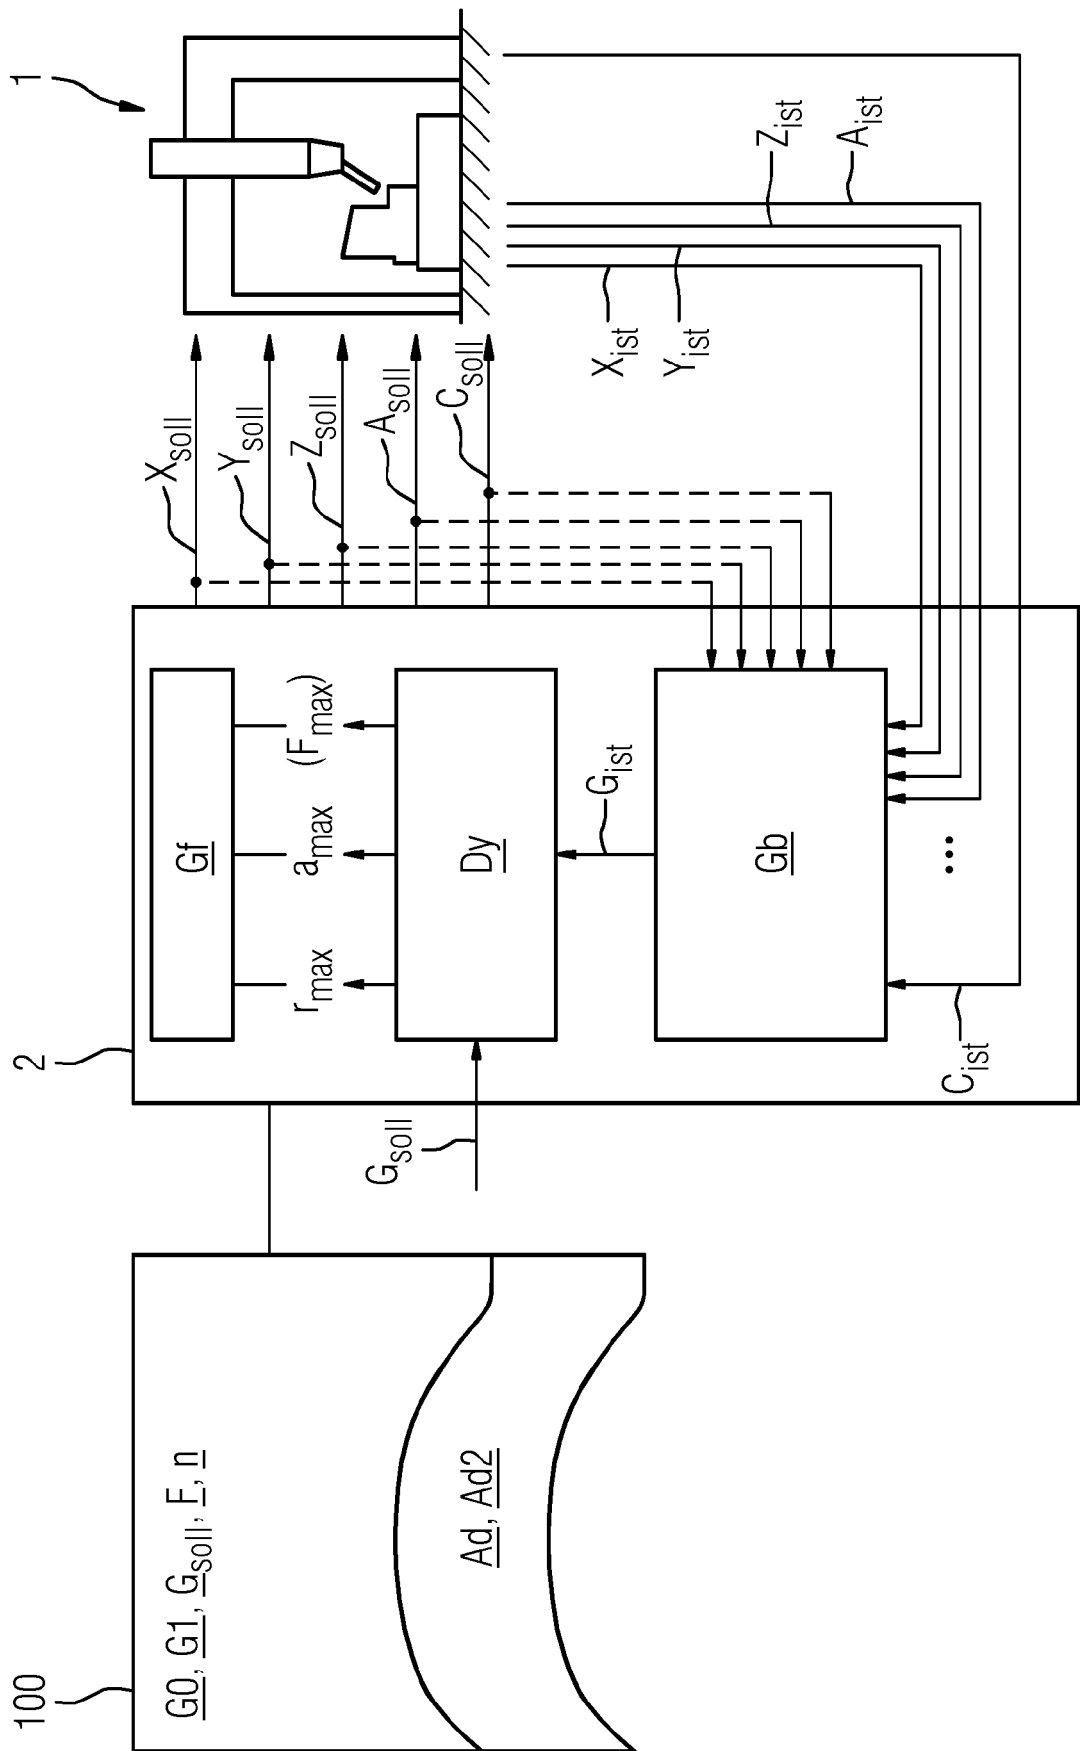 100
G0, G1, G_soll, F, n
Ad, Ad2
2
G_soll
Gf
r_max
a_max
(F_max)
Dy
G_ist
Gb
...
C_ist
1
X_soll
Y_soll
Z_soll
A_soll
C_soll
X_ist
Y_ist
Z_ist
A_ist